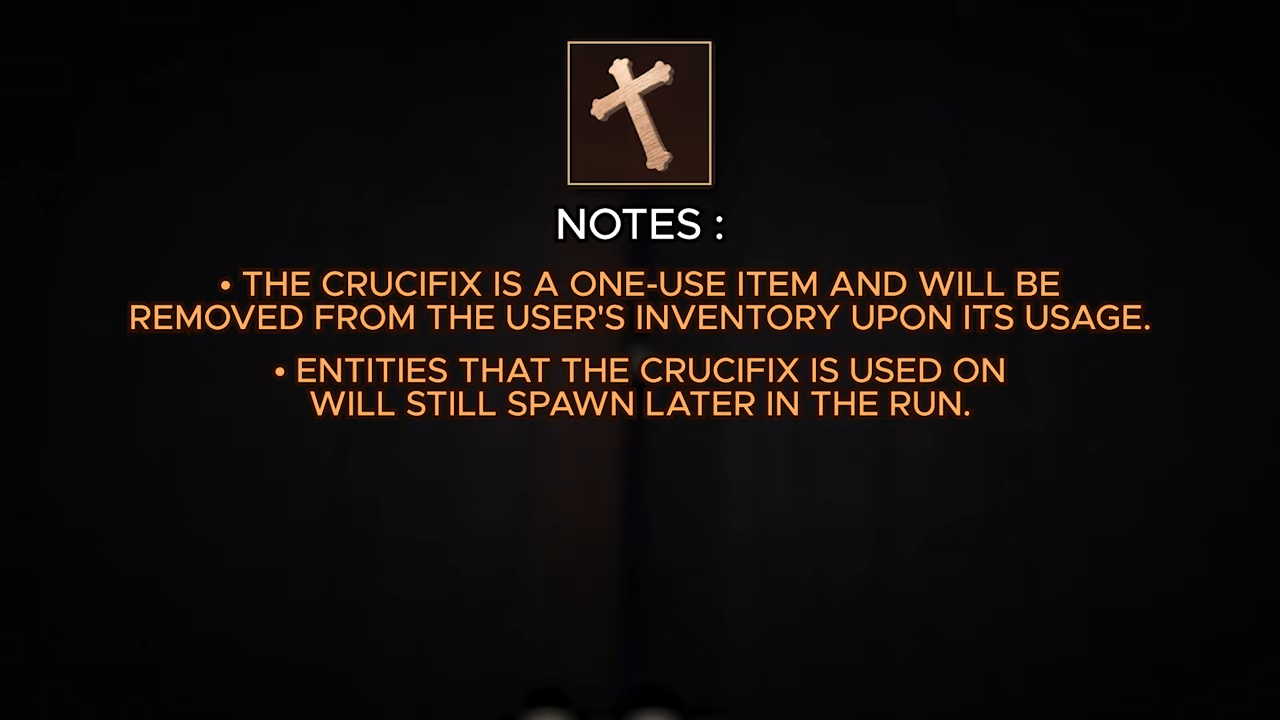 NOTES :
• THE CRUCIFIX IS A ONE-USE ITEM AND WILL BE
REMOVED FROM THE USER'S INVENTORY UPON ITS USAGE.
• ENTITIES THAT THE CRUCIFIX IS USED ON
WILL STILL SPAWN LATER IN THE RUN.